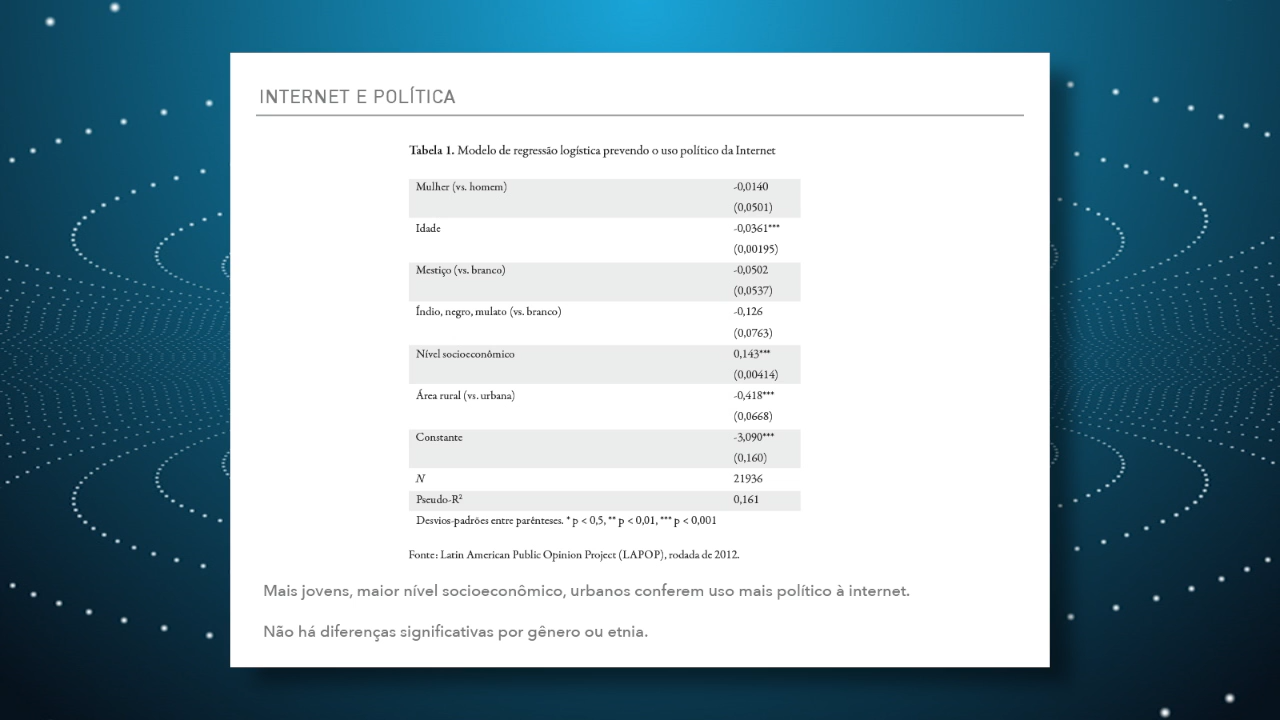 INTERNET E POLÍTICA
Tabela 1. Modelo de regressão logística prevendo o uso político da Internet
Mulher (vs. homem) -0,0140
(0,0501)
Idade -0,0361***
(0,00195)
Mestiço (vs. branco) -0,0502
(0,0537)
Índio, negro, mulato (vs. branco) -0,126
(0,0763)
Nível socioeconômico 0,143***
(0,00414)
Área rural (vs. urbana) -0,418***
(0,0668)
Constante -3,090***
(0,160)
N 21936
Pseudo-R² 0,161
Desvios-padrões entre parênteses. * p < 0,5, ** p < 0,01, *** p < 0,001
Fonte: Latin American Public Opinion Project (LAPOP), rodada de 2012.
Mais jovens, maior nível socioeconômico, urbanos conferem uso mais político à internet.
Não há diferenças significativas por gênero ou etnia.